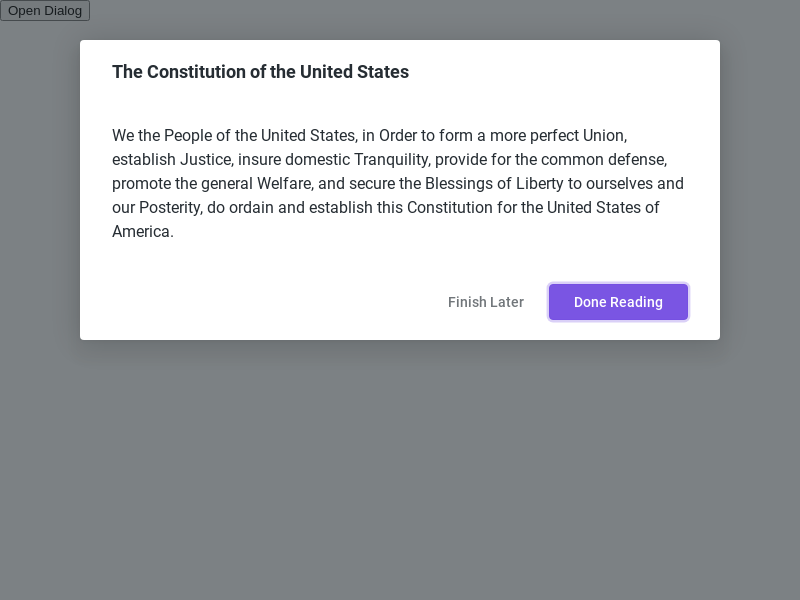 Open Dialog
The Constitution of the United States
We the People of the United States, in Order to form a more perfect Union,
establish Justice, insure domestic Tranquility, provide for the common defense,
promote the general Welfare, and secure the Blessings of Liberty to ourselves and
our Posterity, do ordain and establish this Constitution for the United States of
America.
Finish Later
Done Reading